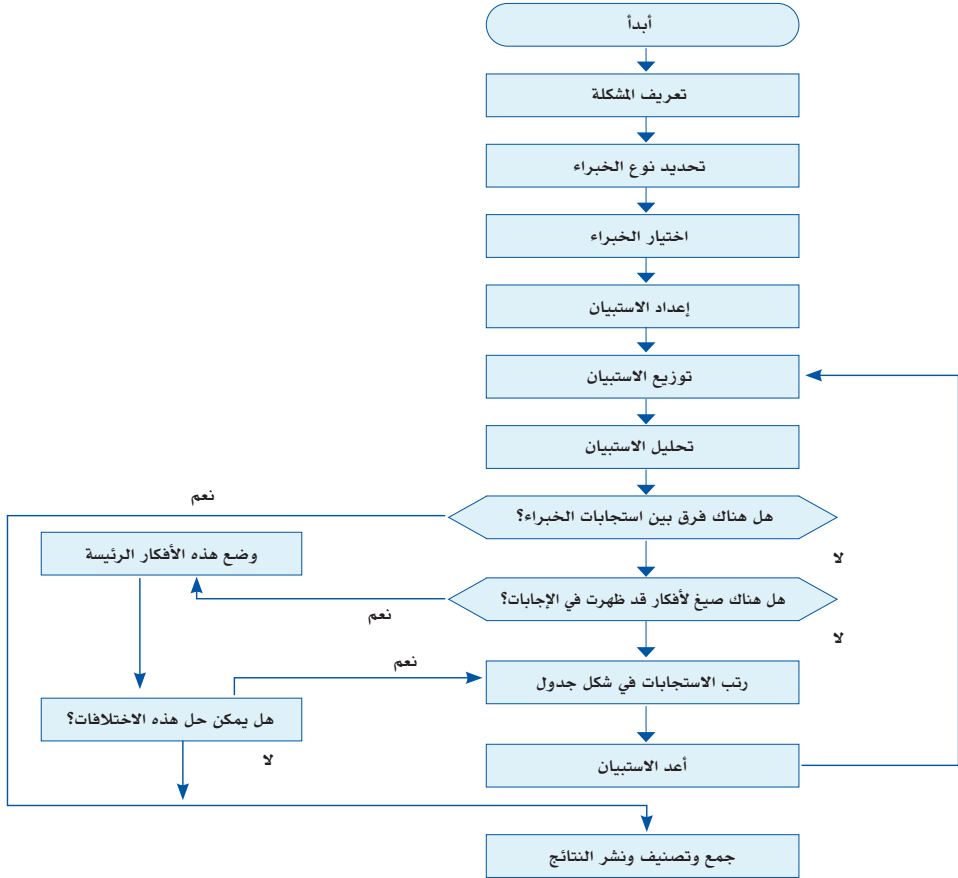 أبدأ
تعريف المشكلة
تحديد نوع الخبراء
اختيار الخبراء
إعداد الاستبيان
توزيع الاستبيان
تحليل الاستبيان
نعم
هل هناك فرق بين استجابات الخبراء؟
لا
وضع هذه الأفكار الرئيسة
هل هناك صيغ لأفكار قد ظهرت في الإجابات؟
نعم
لا
نعم
رتب الاستجابات في شكل جدول
هل يمكن حل هذه الاختلافات؟
لا
أعد الاستبيان
جمع وتصنيف ونشر النتائج